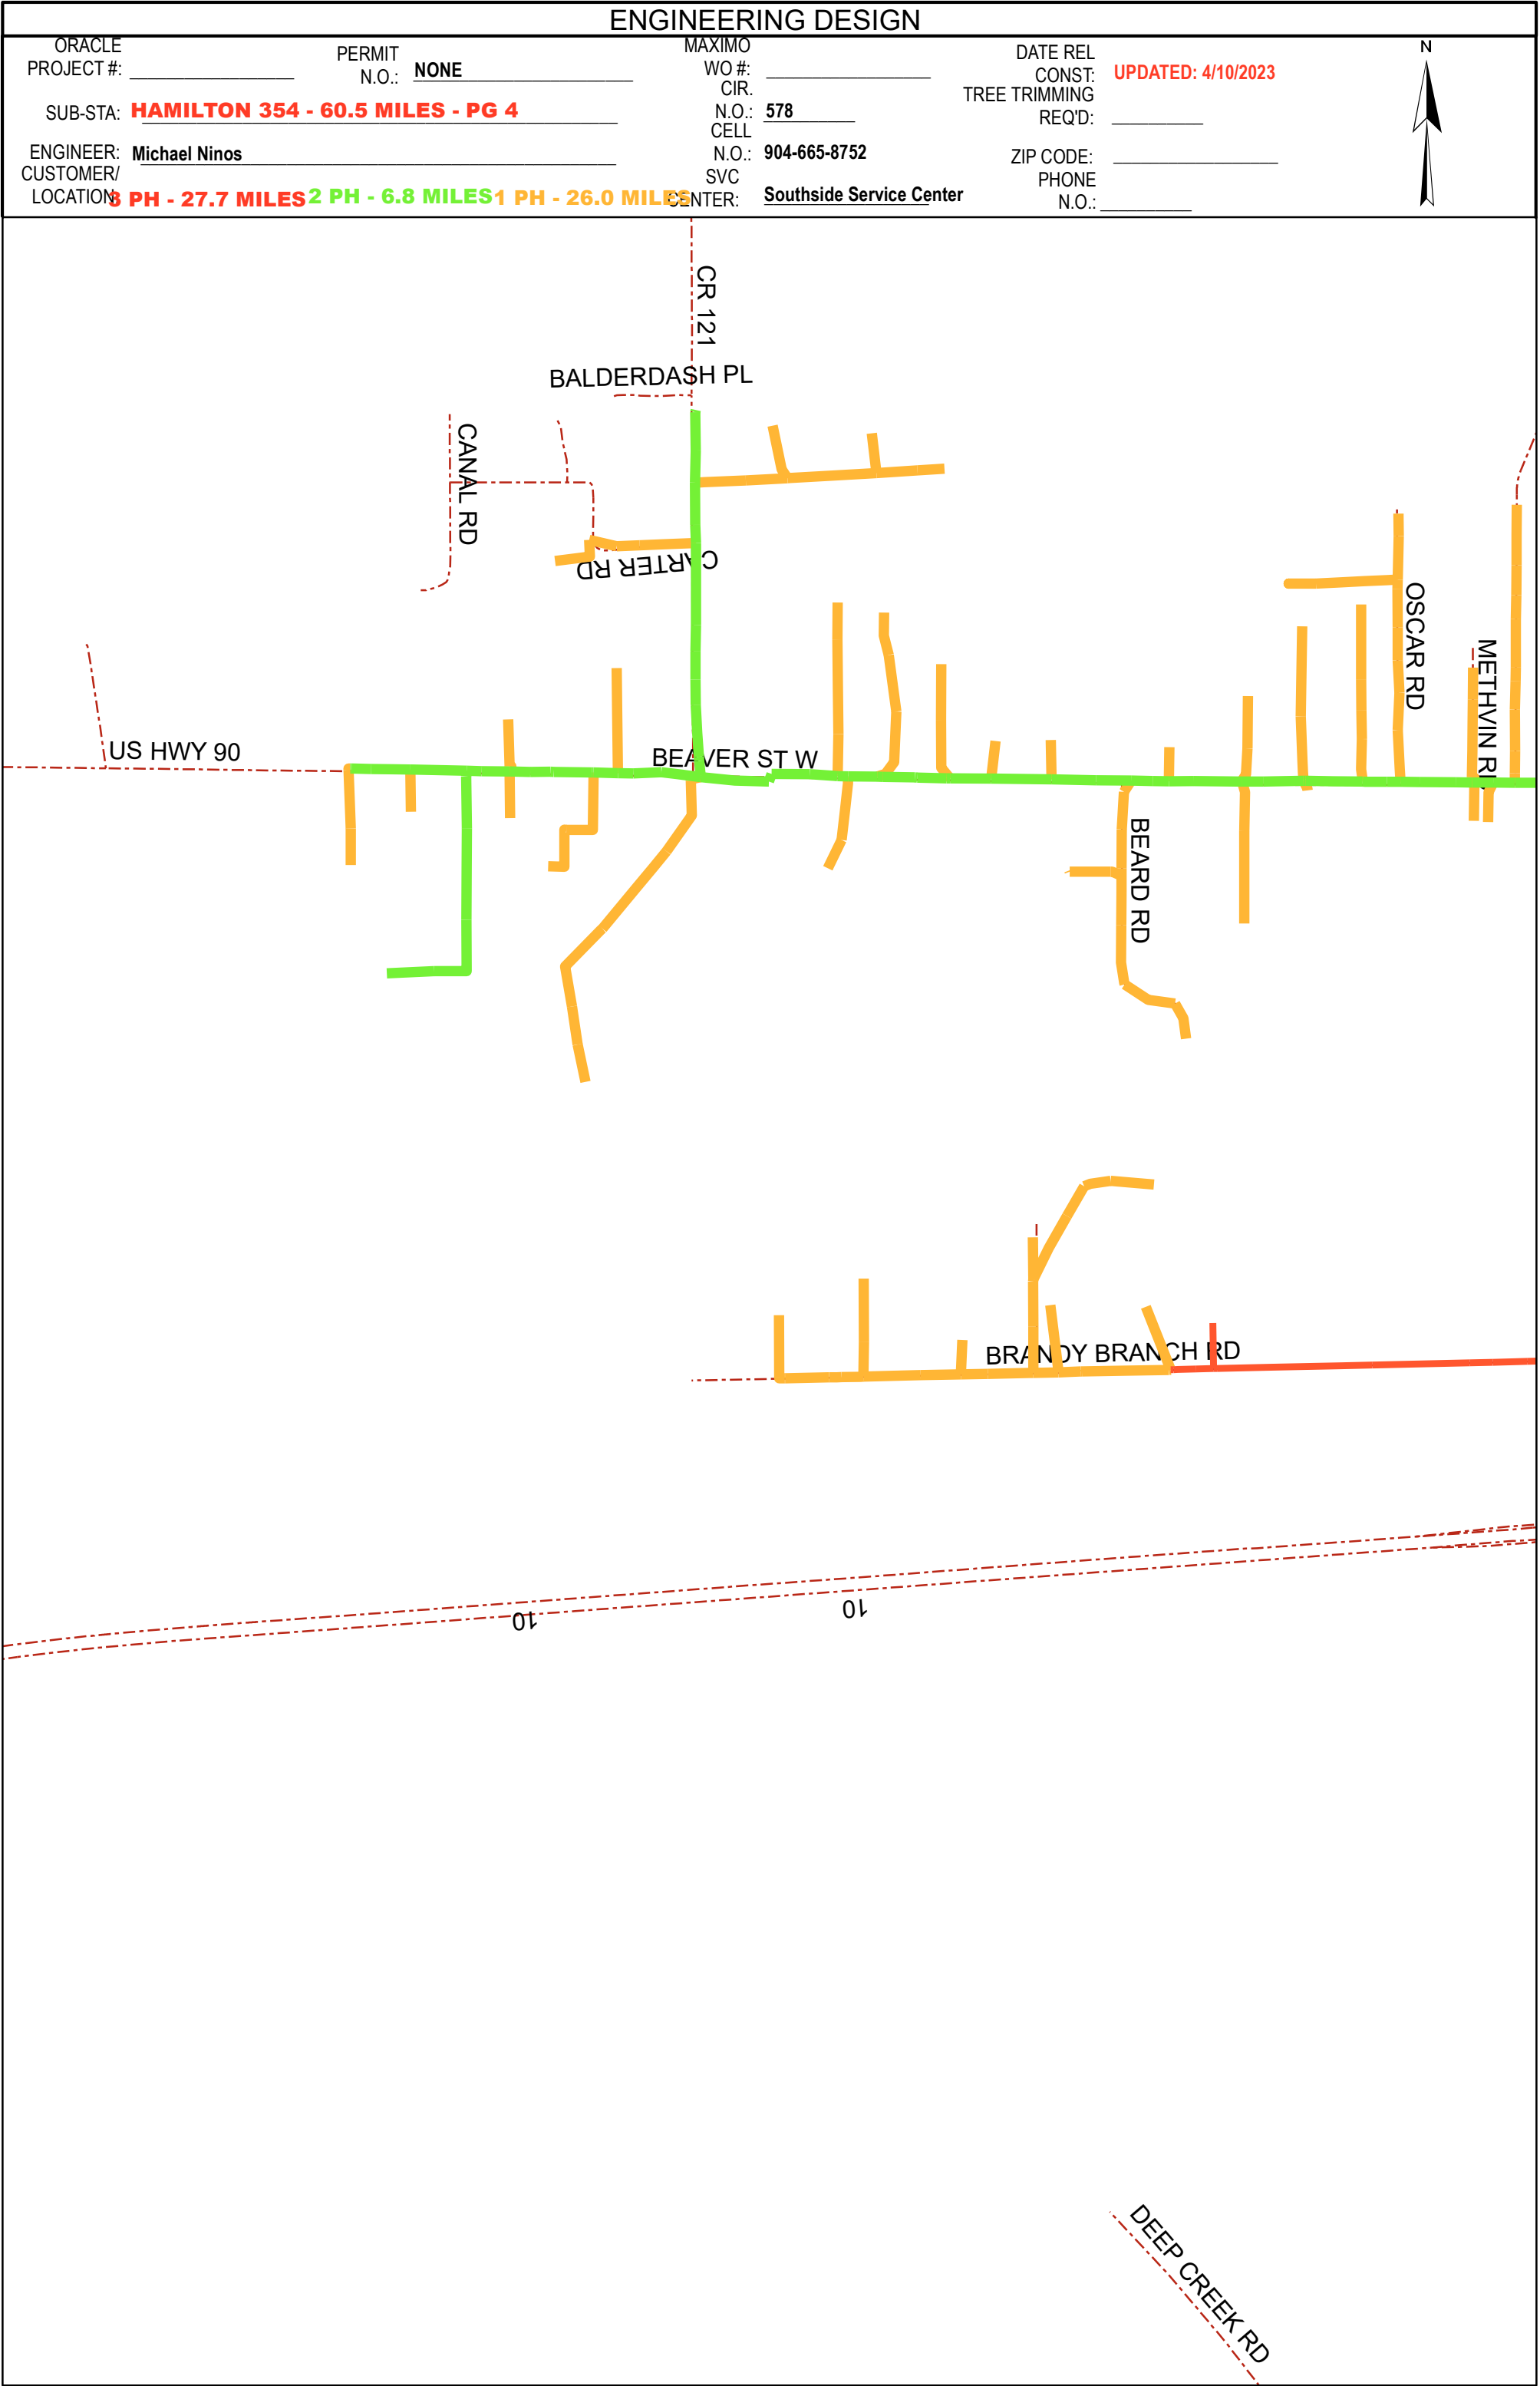 ENGINEERING DESIGN
ORACLE
PROJECT #:
PERMIT
N.O.: NONE
MAXIMO
WO #:
DATE REL
CONST: UPDATED: 4/10/2023
N
SUB-STA: HAMILTON 354 - 60.5 MILES - PG 4
CIR.
N.O.: 578
TREE TRIMMING
REQ'D:
ENGINEER: Michael Ninos
CELL
N.O.: 904-665-8752
ZIP CODE:
CUSTOMER/
LOCATION: 3 PH - 27.7 MILES 2 PH - 6.8 MILES 1 PH - 26.0 MILES
SVC
CENTER: Southside Service Center
PHONE
N.O.:
CR 121
BALDERDASH PL
CANAL RD
CARTER RD
OSCAR RD
METHVIN RD
US HWY 90
BEAVER ST W
BEARD RD
BRANDY BRANCH RD
10
10
DEEP CREEK RD